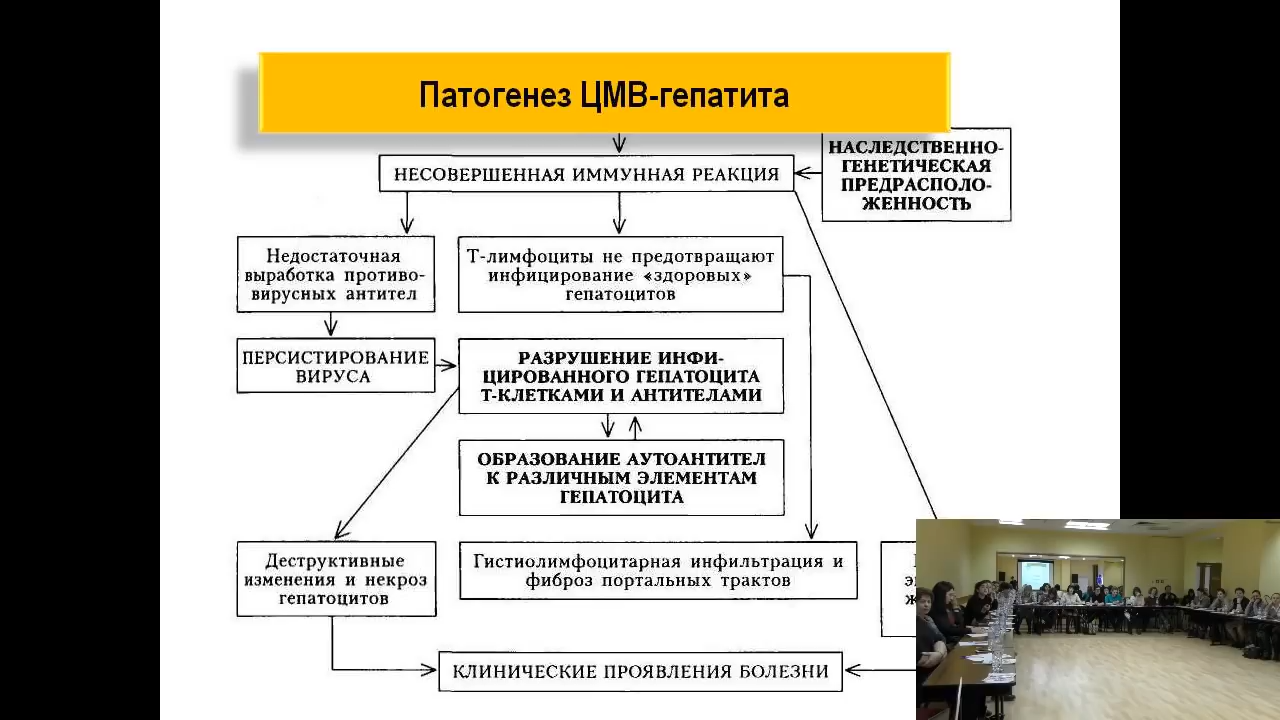 Патогенез ЦМВ-гепатита
НАСЛЕДСТВЕННО-
ГЕНЕТИЧЕСКАЯ
ПРЕДРАСПОЛО-
ЖЕННОСТЬ
НЕСОВЕРШЕННАЯ ИММУННАЯ РЕАКЦИЯ
Недостаточная
выработка противо-
вирусных антител
Т-лимфоциты не предотвращают
инфицирование «здоровых»
гепатоцитов
ПЕРСИСТИРОВАНИЕ
ВИРУСА
РАЗРУШЕНИЕ ИНФИ-
ЦИРОВАННОГО ГЕПАТОЦИТА
Т-КЛЕТКАМИ И АНТИТЕЛАМИ
ОБРАЗОВАНИЕ АУТОАНТИТЕЛ
К РАЗЛИЧНЫМ ЭЛЕМЕНТАМ
ГЕПАТОЦИТА
Деструктивные
изменения и некроз
гепатоцитов
Гистиолимфоцитарная инфильтрация и
фиброз портальных трактов
КЛИНИЧЕСКИЕ ПРОЯВЛЕНИЯ БОЛЕЗНИ